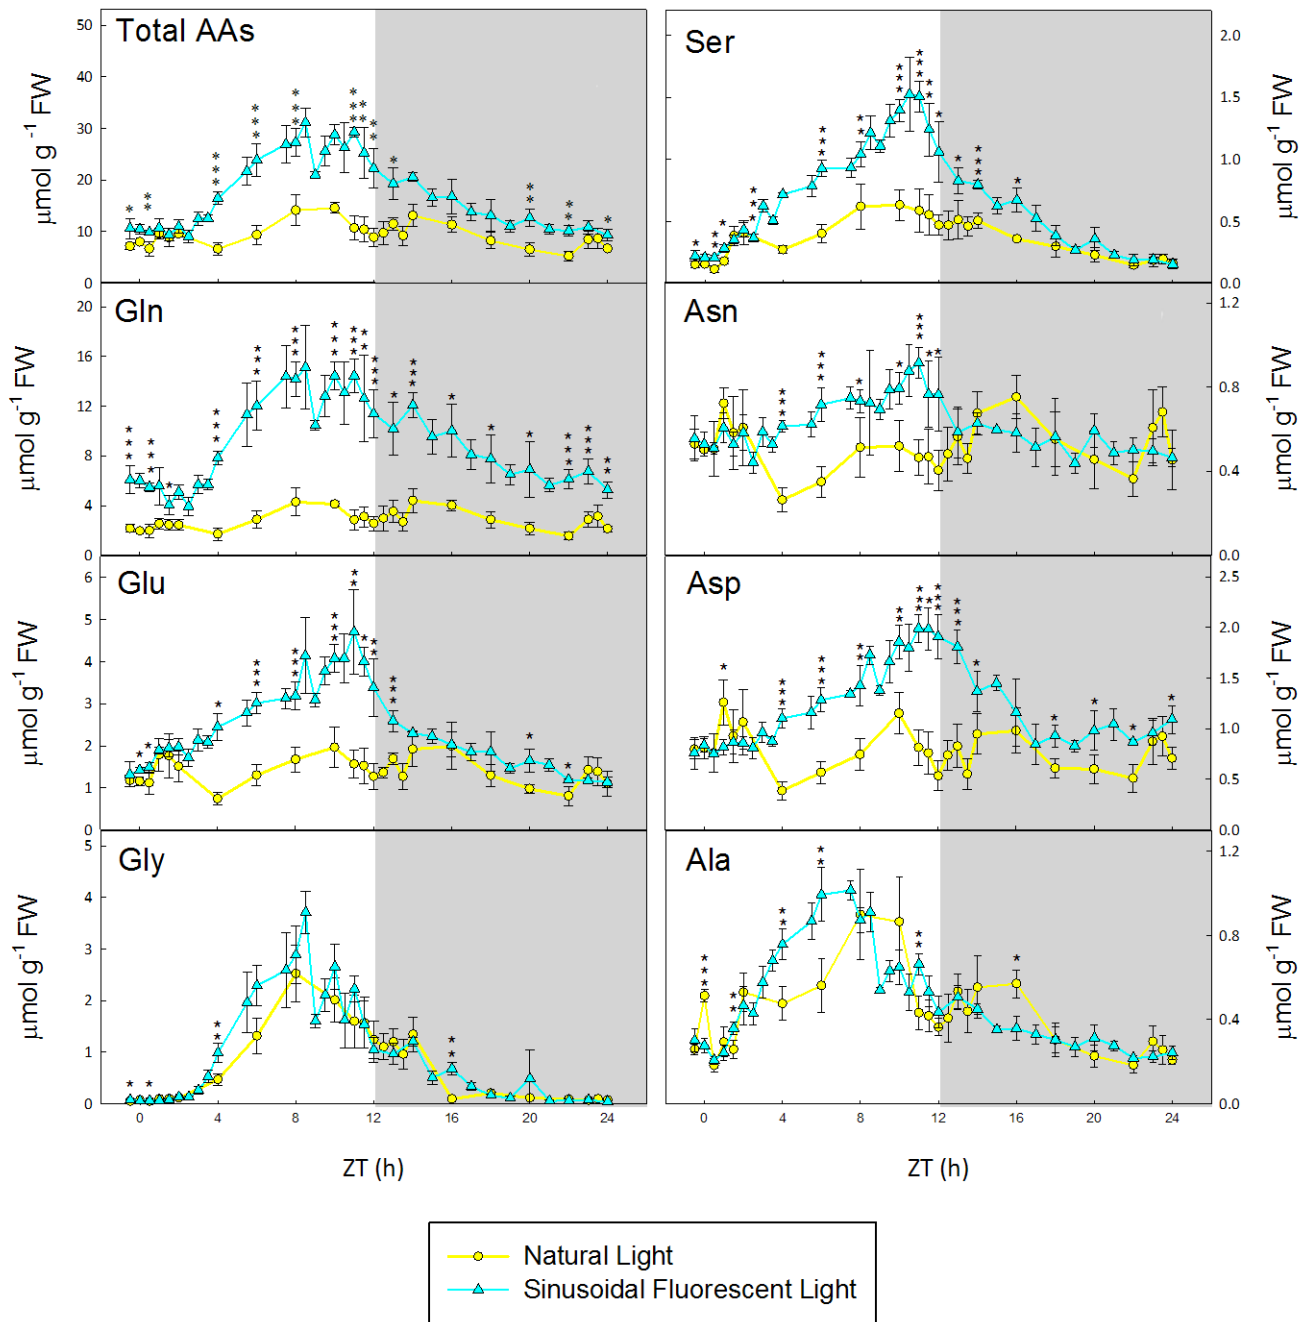 Total AAs
50
40
30
20
10
0
μmol g-1 FW
Ser
2.0
1.5
1.0
0.5
0.0
μmol g-1 FW
Gln
20
16
12
8
4
0
μmol g-1 FW
Asn
1.2
0.8
0.4
0.0
μmol g-1 FW
Glu
6
5
4
3
2
1
0
μmol g-1 FW
Asp
2.5
2.0
1.5
1.0
0.5
0.0
μmol g-1 FW
Gly
5
4
3
2
1
0
μmol g-1 FW
0 4 8 12 16 20 24
ZT (h)
Ala
1.2
0.8
0.4
0.0
μmol g-1 FW
0 4 8 12 16 20 24
ZT (h)
Natural Light
Sinusoidal Fluorescent Light